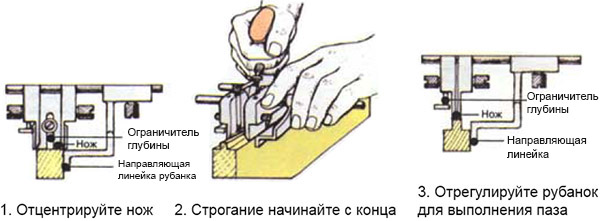 Ограничитель
глубины
Нож
Направляющая
линейка рубанка
1. Отцентрируйте нож
2. Строгание начинайте с конца
Ограничитель
глубины
Нож
Направляющая
линейка
3. Отрегулируйте рубанок
для выполнения паза